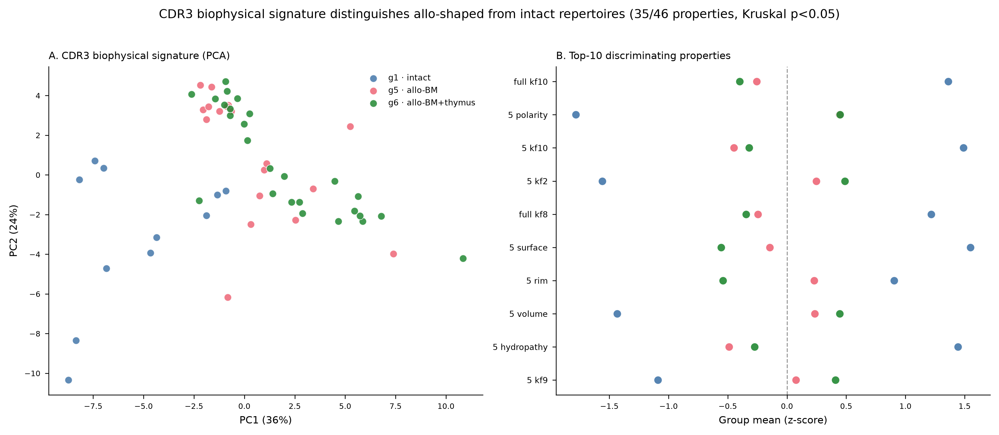 CDR3 biophysical signature distinguishes allo-shaped from intact repertoires (35/46 properties, Kruskal p<0.05)
A. CDR3 biophysical signature (PCA)
g1 · intact
g5 · allo-BM
g6 · allo-BM+thymus
4
2
0
−2
−4
−6
−8
−10
PC2 (24%)
−7.5
−5.0
−2.5
0.0
2.5
5.0
7.5
10.0
PC1 (36%)
B. Top-10 discriminating properties
full kf10
5 polarity
5 kf10
5 kf2
full kf8
5 surface
5 rim
5 volume
5 hydropathy
5 kf9
−1.5
−1.0
−0.5
0.0
0.5
1.0
1.5
Group mean (z-score)